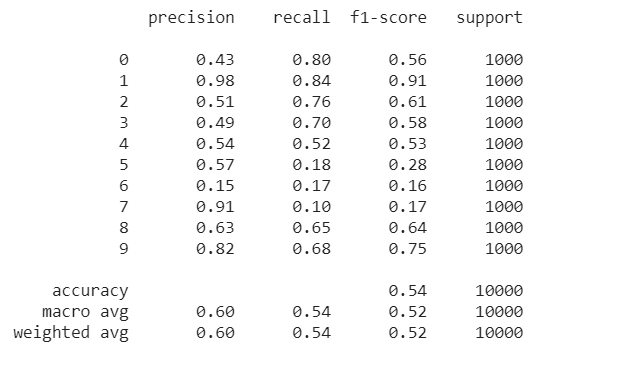 precision recall f1-score support
0 0.43 0.80 0.56 1000
1 0.98 0.84 0.91 1000
2 0.51 0.76 0.61 1000
3 0.49 0.70 0.58 1000
4 0.54 0.52 0.53 1000
5 0.57 0.18 0.28 1000
6 0.15 0.17 0.16 1000
7 0.91 0.10 0.17 1000
8 0.63 0.65 0.64 1000
9 0.82 0.68 0.75 1000
accuracy 0.54 10000
macro avg 0.60 0.54 0.52 10000
weighted avg 0.60 0.54 0.52 10000